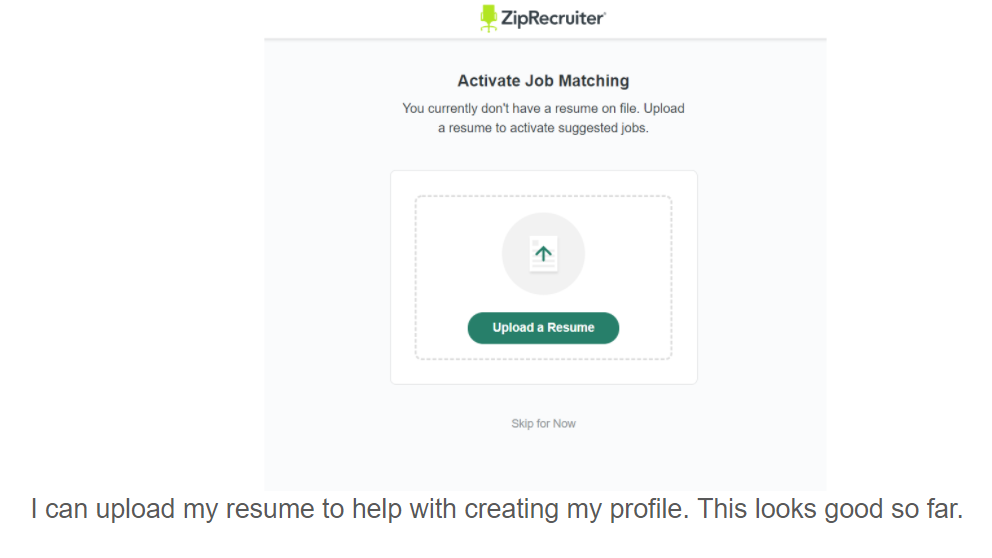 ZipRecruiter
Activate Job Matching
You currently don't have a resume on file. Upload
a resume to activate suggested jobs.
Upload a Resume
Skip for Now
I can upload my resume to help with creating my profile. This looks good so far.